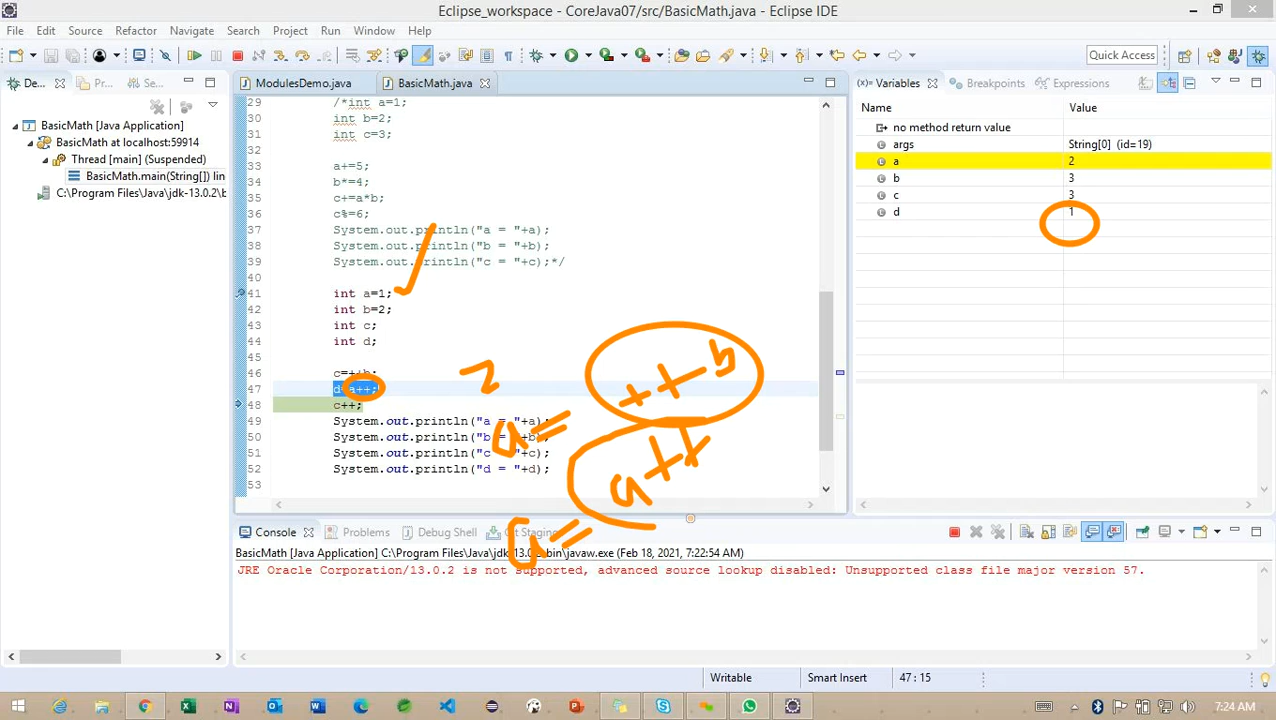 Eclipse_workspace - CoreJava07/src/BasicMath.java - Eclipse IDE
File Edit Source Refactor Navigate Search Project Run Window Help
Quick Access
De... Pr... Se...
ModulesDemo.java BasicMath.java
(x)= Variables Breakpoints Expressions
BasicMath [Java Application]
BasicMath at localhost:59914
Thread [main] (Suspended)
BasicMath.main(String[]) lin
C:\Program Files\Java\jdk-13.0.2\b
29 /*int a=1;
30 int b=2;
31 int c=3;
32
33 a+=5;
34 b*=4;
35 c+=a*b;
36 c%=6;
37 System.out.println("a = "+a);
38 System.out.println("b = "+b);
39 System.out.println("c = "+c);*/
40
41 int a=1;
42 int b=2;
43 int c;
44 int d;
45
46 c=++b;
47 d=a++;
48 c++;
49 System.out.println("a = "+a);
50 System.out.println("b = "+b);
51 System.out.println("c = "+c);
52 System.out.println("d = "+d);
53
2
++b
a=
a++
a=
Name Value
no method return value
args String[0] (id=19)
a 2
b 3
c 3
d 1
Console Problems Debug Shell Git Staging
BasicMath [Java Application] C:\Program Files\Java\jdk-13.0.2\bin\javaw.exe (Feb 18, 2021, 7:22:54 AM)
JRE Oracle Corporation/13.0.2 is not supported, advanced source lookup disabled: Unsupported class file major version 57.
Writable Smart Insert 47 : 15
7:24 AM